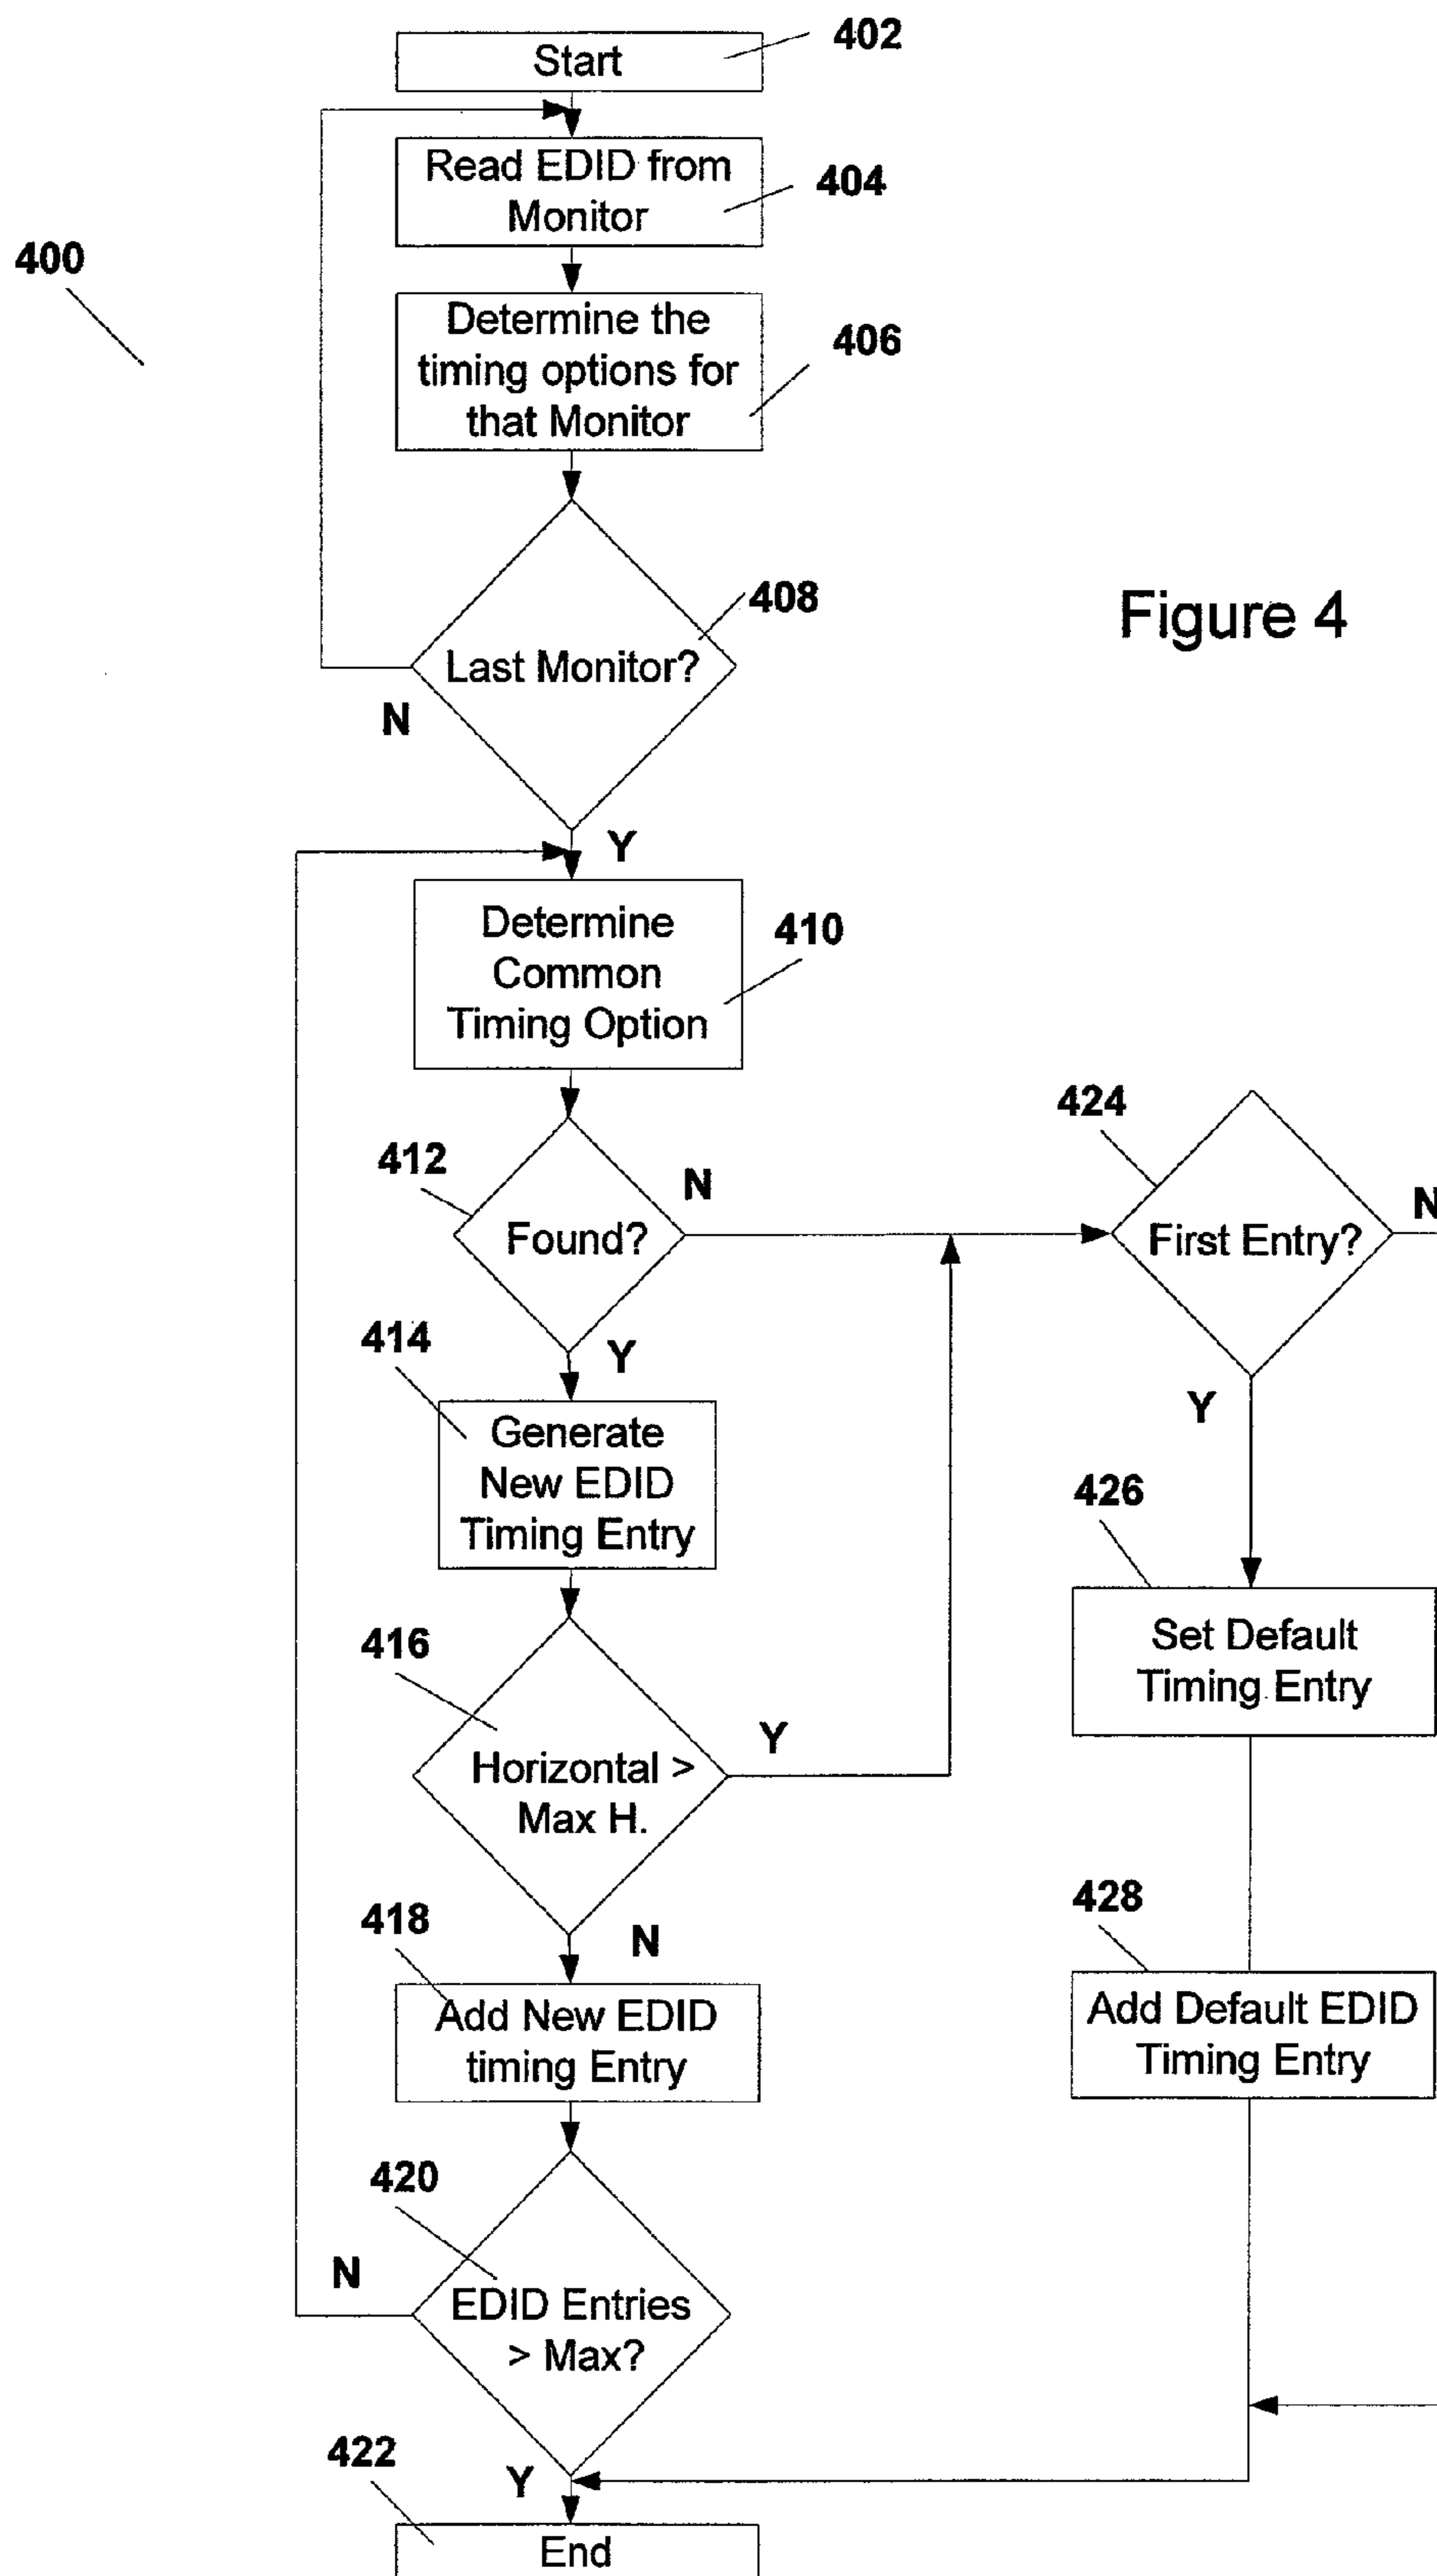 402
Start
Read EDID from
Monitor
404
400
Determine the
timing options for
that Monitor
406
408
Last Monitor?
N
Figure 4
Y
Determine
Common
Timing Option
410
412
Found?
N
Y
424
First Entry?
N
Y
414
Generate
New EDID
Timing Entry
426
Set Default
Timing Entry
416
Horizontal >
Max H.
Y
N
418
Add New EDID
timing Entry
428
Add Default EDID
Timing Entry
420
EDID Entries
> Max?
N
Y
422
End